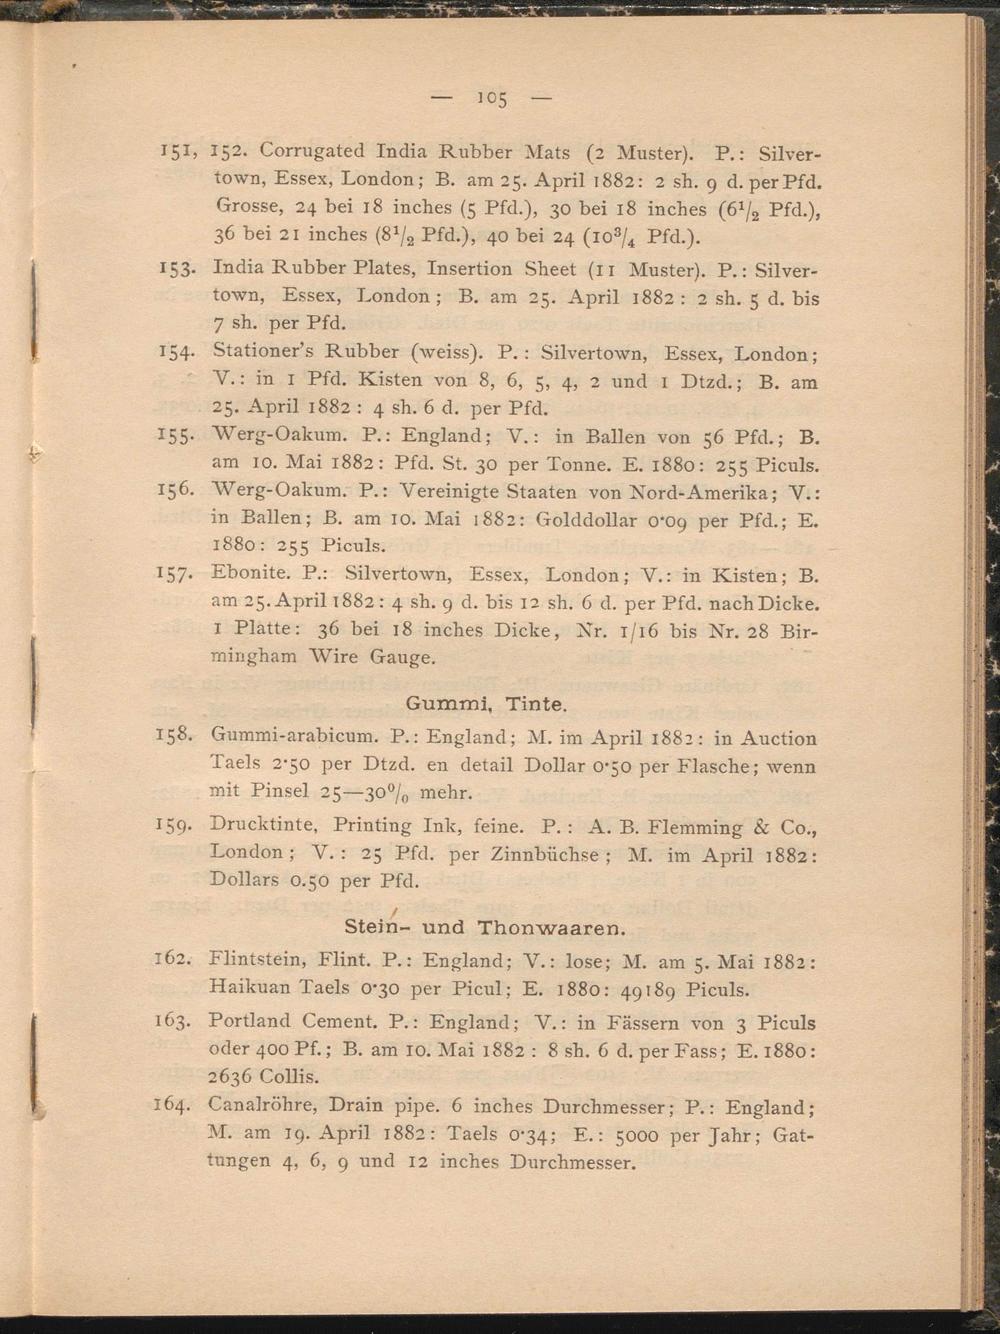 — 105 —
151, 152. Corrugated India Rubber Mats (2 Muster). P.: Silver-
town, Essex, London; B. am 25. April 1882: 2 sh. 9 d. per Pfd.
Grosse, 24 bei 18 inches (5 Pfd.), 30 bei 18 inches (6¹/₂ Pfd.),
36 bei 21 inches (8¹/₂ Pfd.), 40 bei 24 (10³/₄ Pfd.).
153. India Rubber Plates, Insertion Sheet (11 Muster). P.: Silver-
town, Essex, London; B. am 25. April 1882: 2 sh. 5 d. bis
7 sh. per Pfd.
154. Stationer's Rubber (weiss). P.: Silvertown, Essex, London;
V.: in 1 Pfd. Kisten von 8, 6, 5, 4, 2 und 1 Dtzd.; B. am
25. April 1882: 4 sh. 6 d. per Pfd.
155. Werg-Oakum. P.: England; V.: in Ballen von 56 Pfd.; B.
am 10. Mai 1882: Pfd. St. 30 per Tonne. E. 1880: 255 Piculs.
156. Werg-Oakum. P.: Vereinigte Staaten von Nord-Amerika; V.:
in Ballen; B. am 10. Mai 1882: Golddollar 0·09 per Pfd.; E.
1880: 255 Piculs.
157. Ebonite. P.: Silvertown, Essex, London; V.: in Kisten; B.
am 25. April 1882: 4 sh. 9 d. bis 12 sh. 6 d. per Pfd. nach Dicke.
1 Platte: 36 bei 18 inches Dicke, Nr. 1/16 bis Nr. 28 Bir-
mingham Wire Gauge.
Gummi, Tinte.
158. Gummi-arabicum. P.: England; M. im April 1882: in Auction
Taels 2·50 per Dtzd. en detail Dollar 0·50 per Flasche; wenn
mit Pinsel 25—30⁰/₀ mehr.
159. Drucktinte, Printing Ink, feine. P.: A. B. Flemming & Co.,
London; V.: 25 Pfd. per Zinnbüchse; M. im April 1882:
Dollars 0.50 per Pfd.
Stein- und Thonwaaren.
162. Flintstein, Flint. P.: England; V.: lose; M. am 5. Mai 1882:
Haikuan Taels 0·30 per Picul; E. 1880: 49189 Piculs.
163. Portland Cement. P.: England; V.: in Fässern von 3 Piculs
oder 400 Pf.; B. am 10. Mai 1882: 8 sh. 6 d. per Fass; E. 1880:
2636 Collis.
164. Canalröhre, Drain pipe. 6 inches Durchmesser; P.: England;
M. am 19. April 1882: Taels 0·34; E.: 5000 per Jahr; Gat-
tungen 4, 6, 9 und 12 inches Durchmesser.